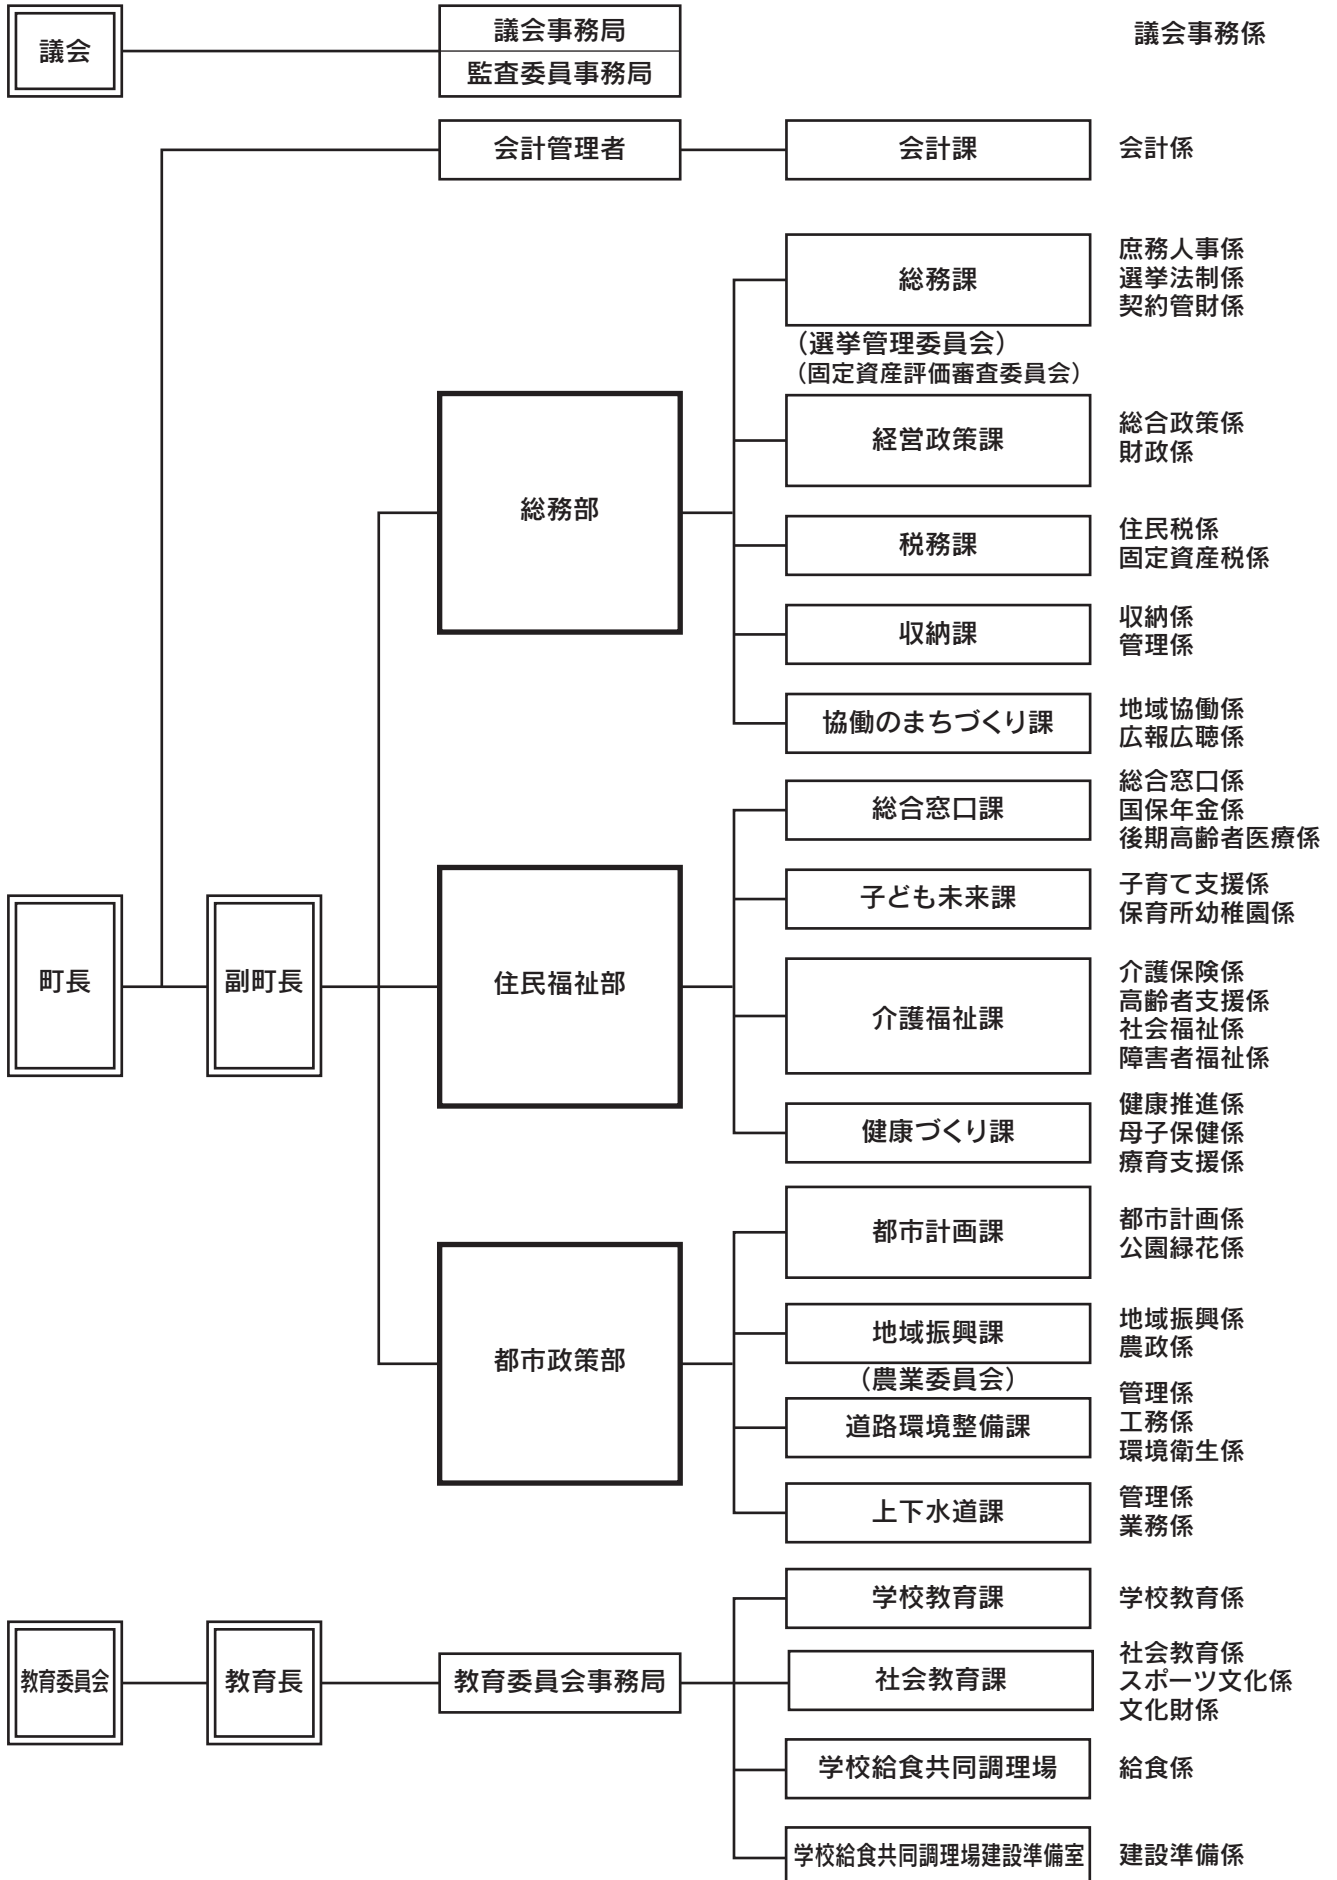 議会
議会事務局
監査委員事務局
議会事務係
会計管理者
会計課
会計係
総務課
庶務人事係
選挙法制係
契約管財係
（選挙管理委員会）
（固定資産評価審査委員会）
経営政策課
総合政策係
財政係
総務部
税務課
住民税係
固定資産税係
収納課
収納係
管理係
協働のまちづくり課
地域協働係
広報広聴係
総合窓口課
総合窓口係
国保年金係
後期高齢者医療係
子ども未来課
子育て支援係
保育所幼稚園係
町長
副町長
住民福祉部
介護福祉課
介護保険係
高齢者支援係
社会福祉係
障害者福祉係
健康づくり課
健康推進係
母子保健係
療育支援係
都市計画課
都市計画係
公園緑花係
都市政策部
地域振興課
地域振興係
農政係
（農業委員会）
道路環境整備課
管理係
工務係
環境衛生係
上下水道課
管理係
業務係
学校教育課
学校教育係
教育委員会
教育長
教育委員会事務局
社会教育課
社会教育係
スポーツ文化係
文化財係
学校給食共同調理場
給食係
学校給食共同調理場建設準備室
建設準備係